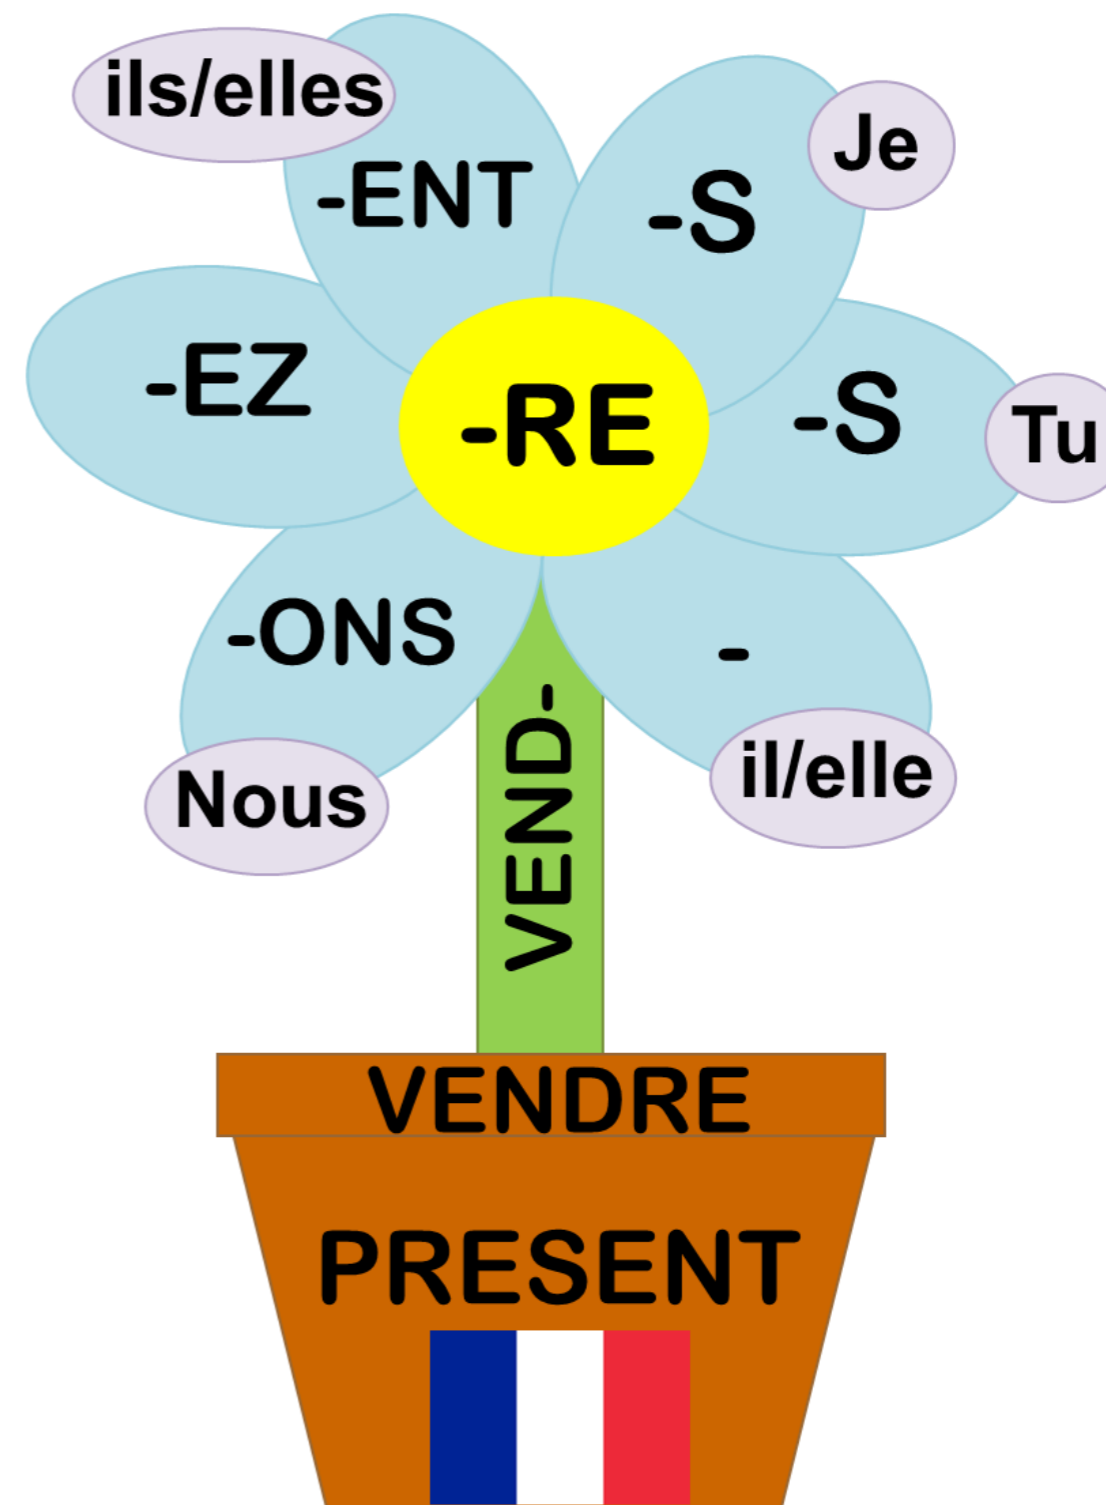 ils/elles
-ENT
-S
Je
-EZ
-RE
-S
Tu
-ONS
-
Nous
il/elle
VEND-
VENDRE
PRESENT